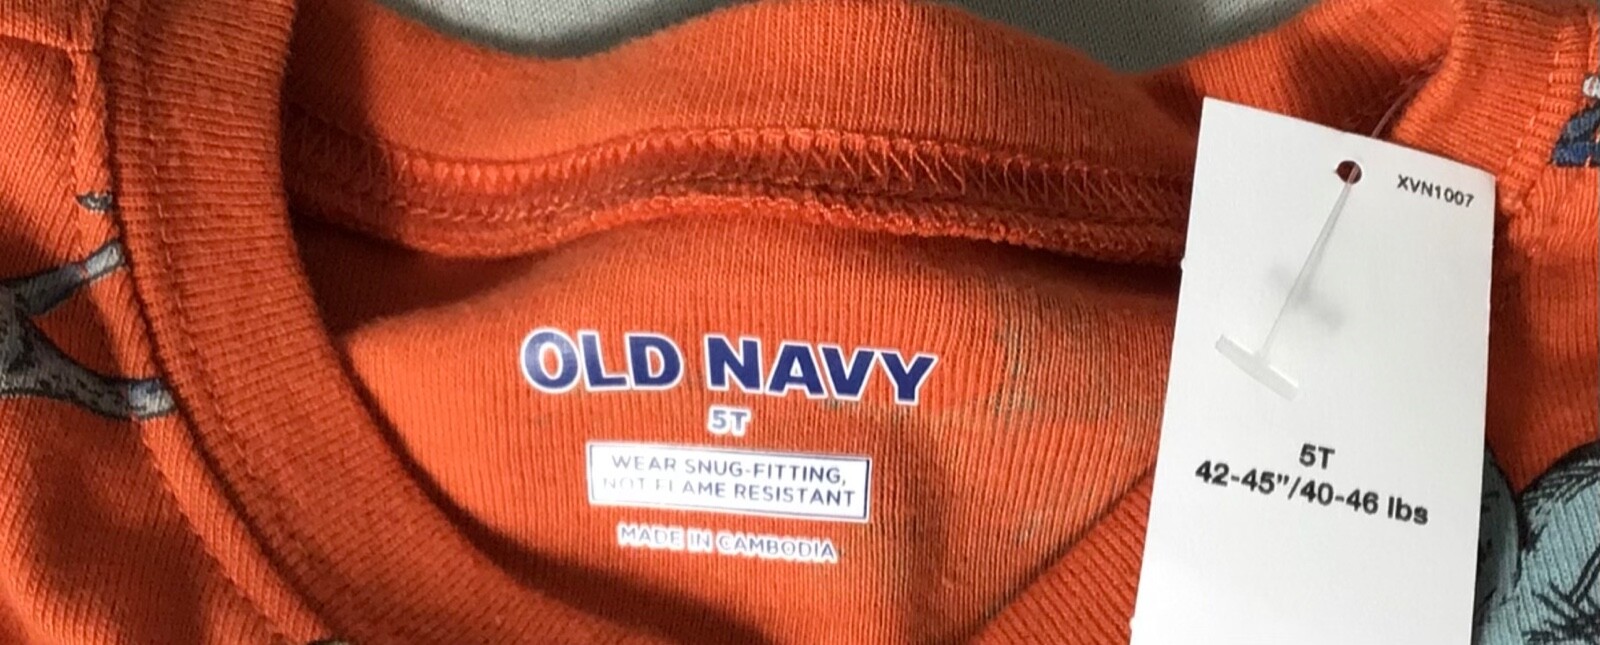 OLD NAVY
5T
WEAR SNUG-FITTING,
NOT FLAME RESISTANT
MADE IN CAMBODIA
XVN1007
5T
42-45"/40-46 lbs